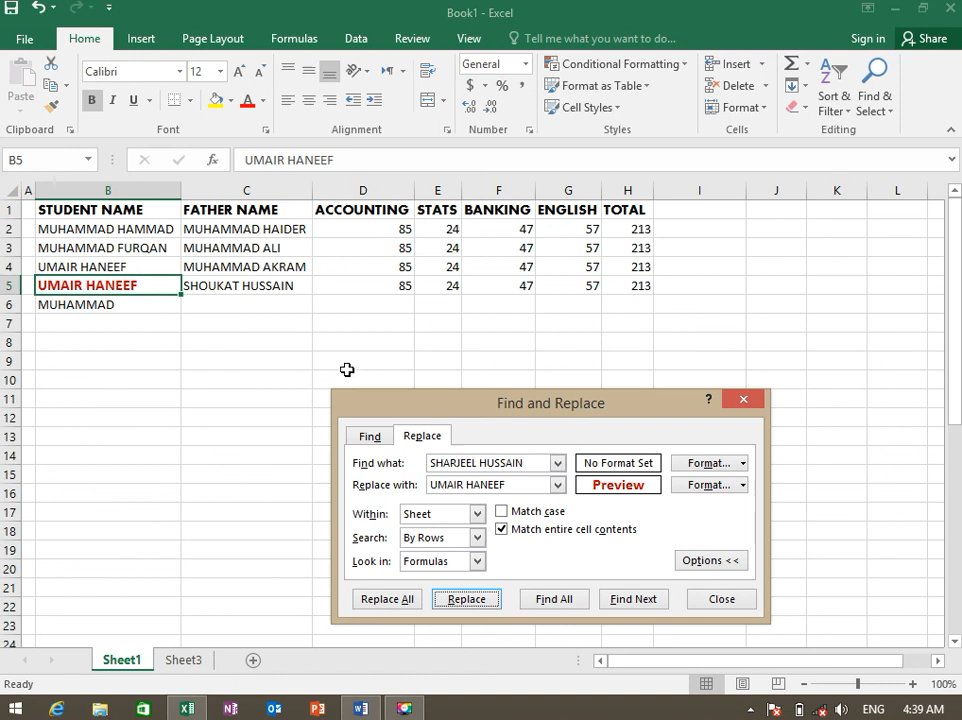 Book1 - Excel
File Home Insert Page Layout Formulas Data Review View Tell me what you want to do... Sign in Share
Paste Calibri 12 General Conditional Formatting Insert
B I U $ % , Format as Table Delete
Cell Styles Format
Sort & Filter Find & Select
Clipboard Font Alignment Number Styles Cells Editing
B5 fx UMAIR HANEEF
A B C D E F G H I J K L
1 STUDENT NAME FATHER NAME ACCOUNTING STATS BANKING ENGLISH TOTAL
2 MUHAMMAD HAMMAD MUHAMMAD HAIDER 85 24 47 57 213
3 MUHAMMAD FURQAN MUHAMMAD ALI 85 24 47 57 213
4 UMAIR HANEEF MUHAMMAD AKRAM 85 24 47 57 213
5 UMAIR HANEEF SHOUKAT HUSSAIN 85 24 47 57 213
6 MUHAMMAD
7
8
9
10
11
12
13
14
15
16
17
18
19
20
21
22
23
24
Find and Replace ?
Find Replace
Find what: SHARJEEL HUSSAIN No Format Set Format...
Replace with: UMAIR HANEEF Preview Format...
Within: Sheet Match case
Search: By Rows Match entire cell contents
Look in: Formulas Options <<
Replace All Replace Find All Find Next Close
Sheet1 Sheet3
Ready 100%
ENG 4:39 AM